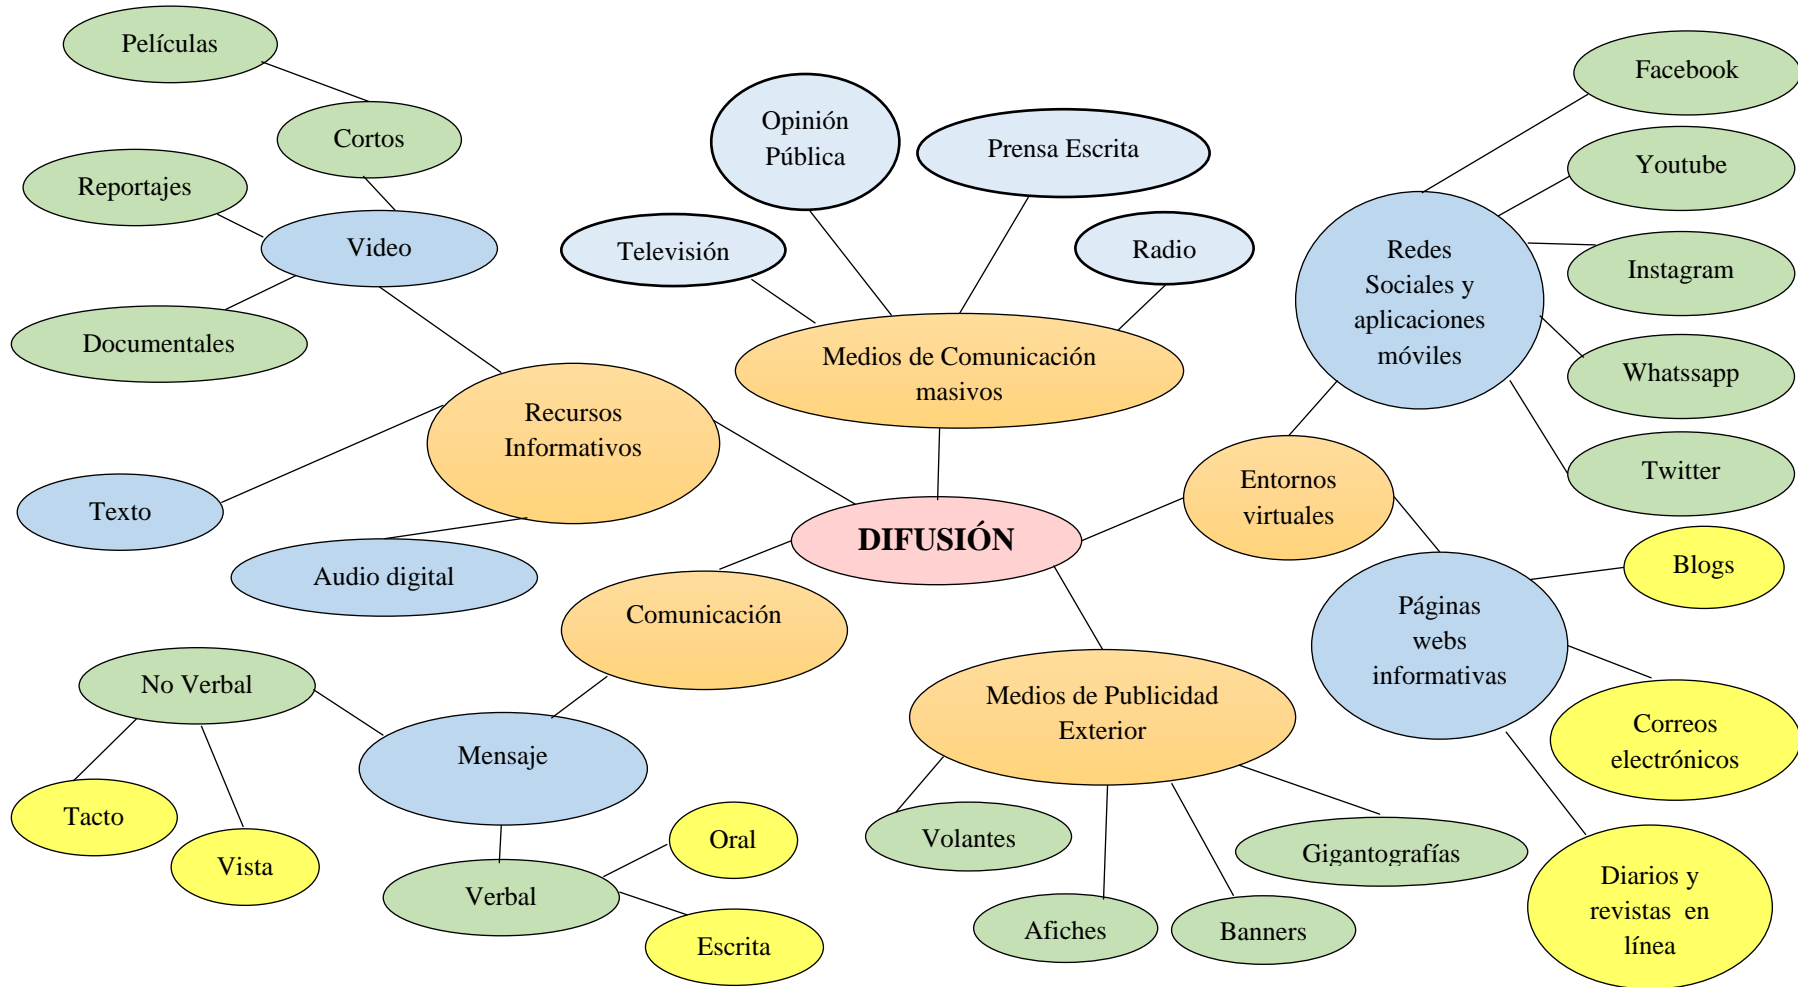 Películas
Cortos
Reportajes
Video
Documentales
Opinión
Pública
Prensa Escrita
Televisión
Radio
Medios de Comunicación
masivos
Facebook
Youtube
Redes
Sociales y
aplicaciones
móviles
Instagram
Whatssapp
Twitter
Recursos
Informativos
Texto
Audio digital
DIFUSIÓN
Entornos
virtuales
Blogs
Páginas
webs
informativas
Correos
electrónicos
Diarios y
revistas en
línea
Comunicación
No Verbal
Mensaje
Tacto
Vista
Verbal
Oral
Escrita
Medios de Publicidad
Exterior
Volantes
Afiches
Banners
Gigantografías